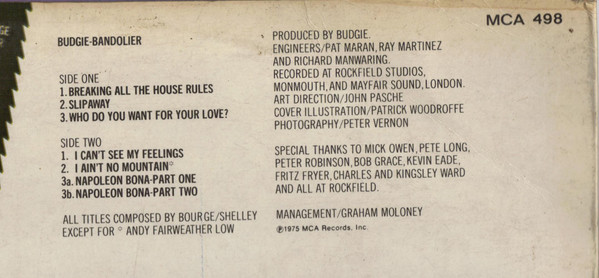 MCA 498
BUDGIE-BANDOLIER
SIDE ONE
1. BREAKING ALL THE HOUSE RULES
2. SLIPAWAY
3. WHO DO YOU WANT FOR YOUR LOVE?
SIDE TWO
1. I CAN'T SEE MY FEELINGS
2. I AIN'T NO MOUNTAIN°
3a. NAPOLEON BONA-PART ONE
3b. NAPOLEON BONA-PART TWO
ALL TITLES COMPOSED BY BOURGE/SHELLEY
EXCEPT FOR ° ANDY FAIRWEATHER LOW
PRODUCED BY BUDGIE.
ENGINEERS/PAT MARAN, RAY MARTINEZ
AND RICHARD MANWARING.
RECORDED AT ROCKFIELD STUDIOS,
MONMOUTH, AND MAYFAIR SOUND, LONDON.
ART DIRECTION/JOHN PASCHE
COVER ILLUSTRATION/PATRICK WOODROFFE
PHOTOGRAPHY/PETER VERNON
SPECIAL THANKS TO MICK OWEN, PETE LONG,
PETER ROBINSON, BOB GRACE, KEVIN EADE,
FRITZ FRYER, CHARLES AND KINGSLEY WARD
AND ALL AT ROCKFIELD.
MANAGEMENT/GRAHAM MOLONEY
℗1975 MCA Records, Inc.